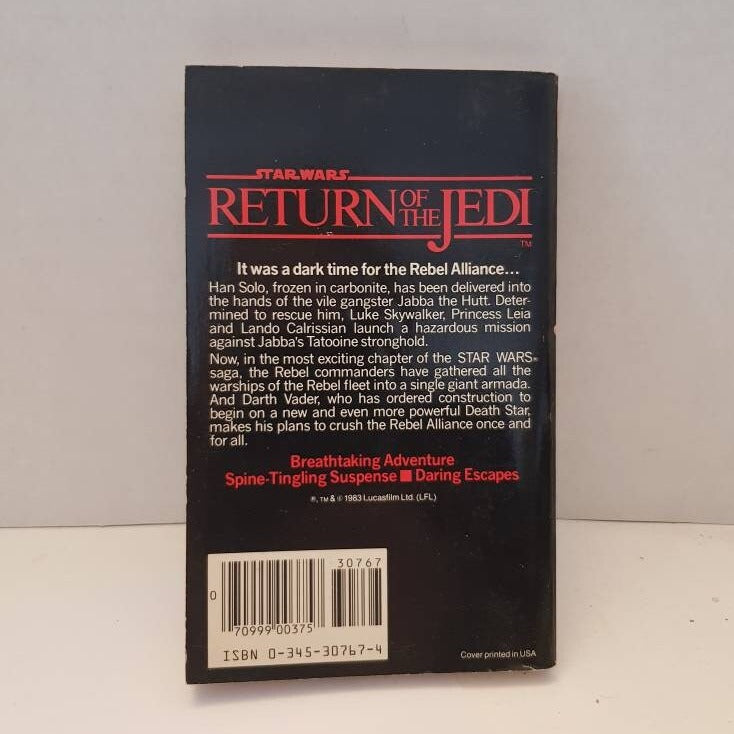 STAR WARS
RETURN OF THE JEDI
TM
It was a dark time for the Rebel Alliance...
Han Solo, frozen in carbonite, has been delivered into
the hands of the vile gangster Jabba the Hutt. Deter-
mined to rescue him, Luke Skywalker, Princess Leia
and Lando Calrissian launch a hazardous mission
against Jabba's Tatooine stronghold.
Now, in the most exciting chapter of the STAR WARS®
saga, the Rebel commanders have gathered all the
warships of the Rebel fleet into a single giant armada.
And Darth Vader, who has ordered construction to
begin on a new and even more powerful Death Star,
makes his plans to crush the Rebel Alliance once and
for all.
Breathtaking Adventure
Spine-Tingling Suspense ■ Daring Escapes
®, TM & © 1983 Lucasfilm Ltd. (LFL)
30767
0
70999 00375
ISBN 0-345-30767-4
Cover printed in USA